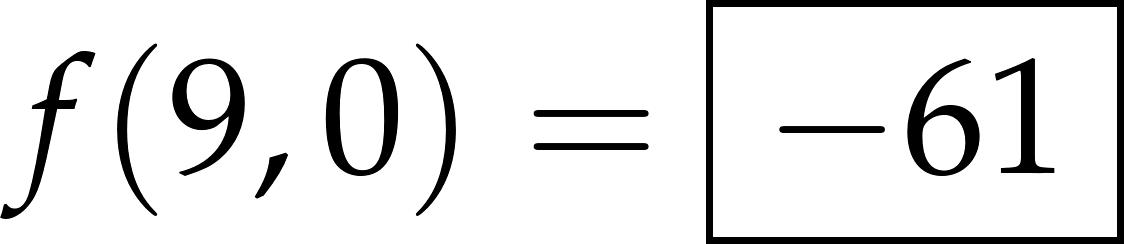 f(9,0) = −61